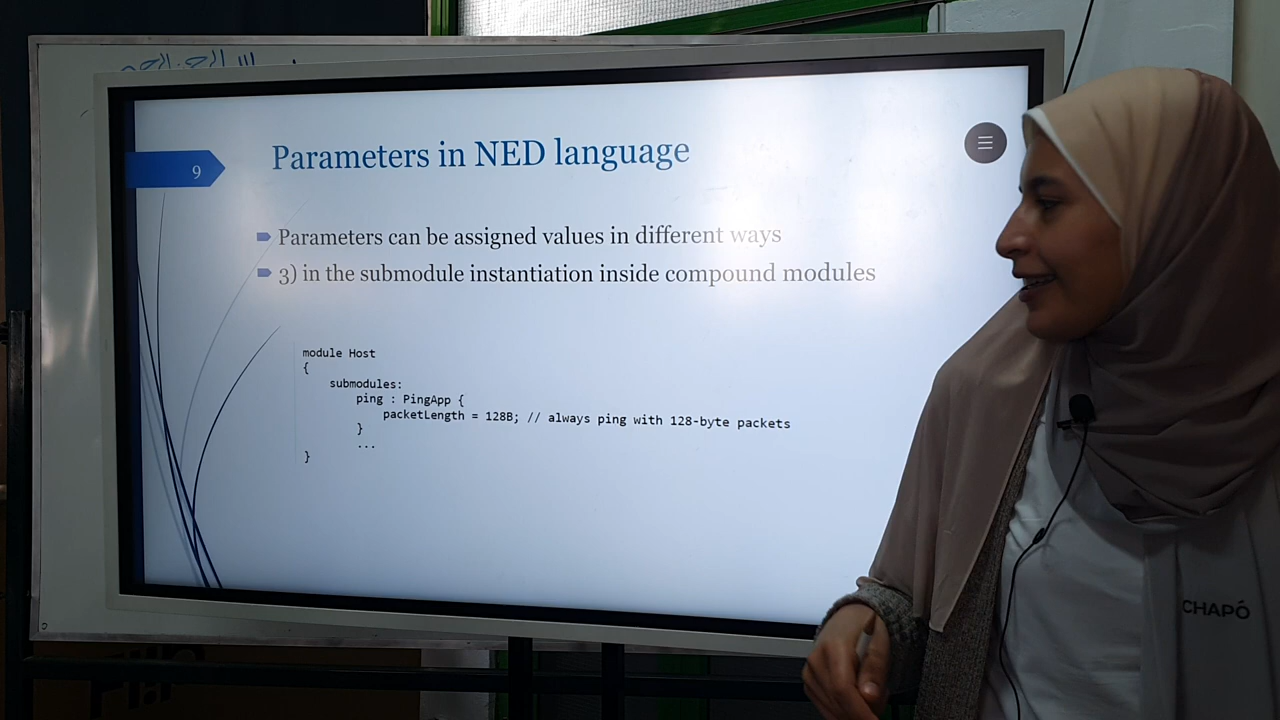 9
Parameters in NED language
Parameters can be assigned values in different ways
3) in the submodule instantiation inside compound modules
module Host
{
submodules:
ping : PingApp {
packetLength = 128B; // always ping with 128-byte packets
}
...
}
CHAPÓ